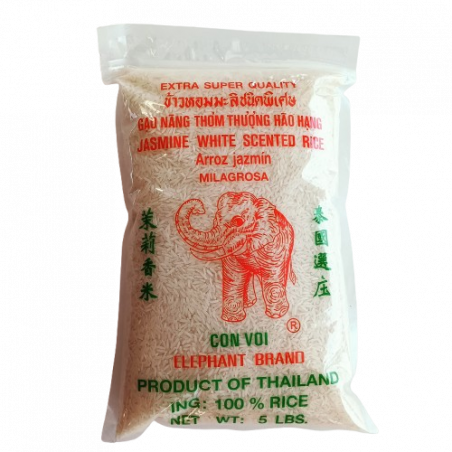 EXTRA SUPER QUALITY
ข้าวหอมมะลิชนิดพิเศษ
GẠO NÀNG THƠM THƯỢNG HẢO HẠNG
JASMINE WHITE SCENTED RICE
Arroz jazmín
MILAGROSA
茉莉香米
泰國選庄
®
CON VOI
ELEPHANT BRAND
PRODUCT OF THAILAND
ING: 100 % RICE
NET WT: 5 LBS.